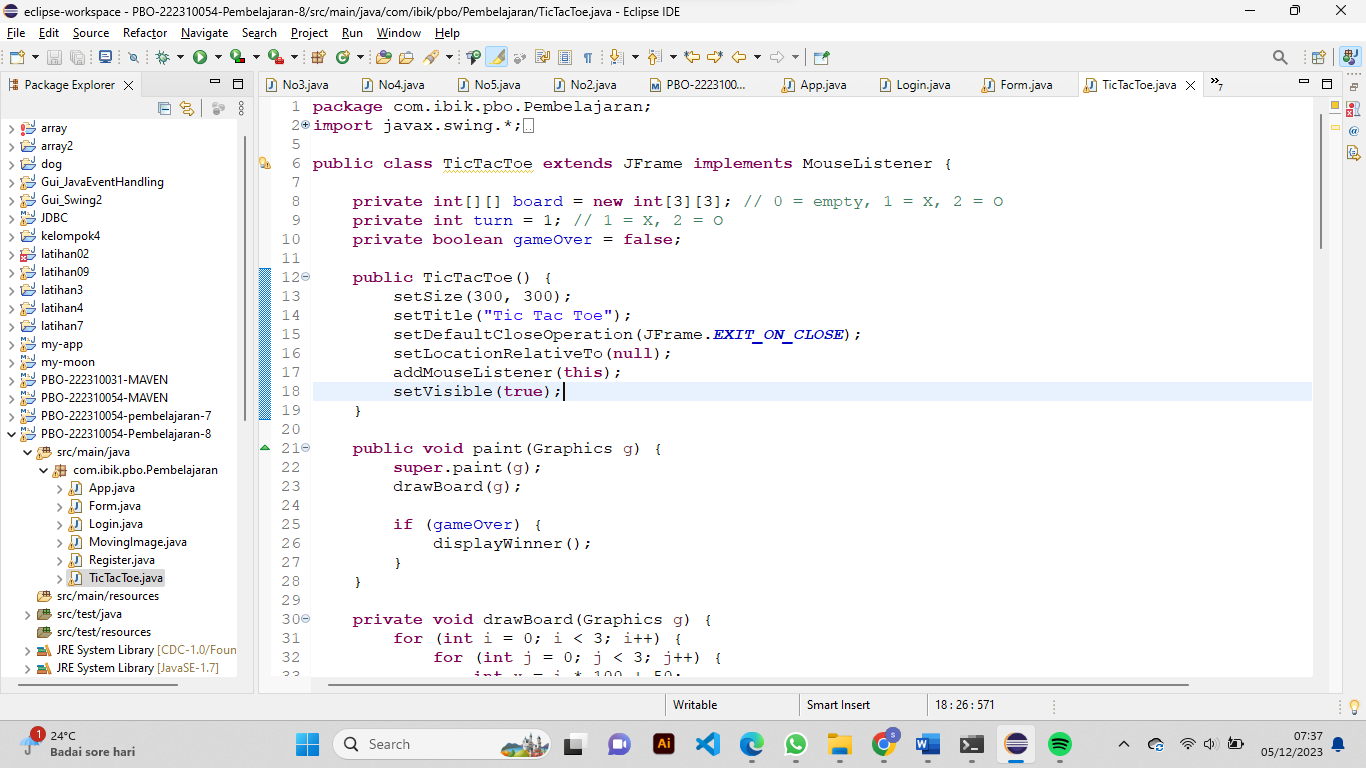 eclipse-workspace - PBO-222310054-Pembelajaran-8/src/main/java/com/ibik/pbo/Pembelajaran/TicTacToe.java - Eclipse IDE
File Edit Source Refactor Navigate Search Project Run Window Help
Package Explorer
No3.java No4.java No5.java No2.java PBO-2223100... App.java Login.java Form.java TicTacToe.java 7
array
array2
dog
Gui_JavaEventHandling
Gui_Swing2
JDBC
kelompok4
latihan02
latihan09
latihan3
latihan4
latihan7
my-app
my-moon
PBO-222310031-MAVEN
PBO-222310054-MAVEN
PBO-222310054-pembelajaran-7
PBO-222310054-Pembelajaran-8
src/main/java
com.ibik.pbo.Pembelajaran
App.java
Form.java
Login.java
MovingImage.java
Register.java
TicTacToe.java
src/main/resources
src/test/java
src/test/resources
JRE System Library [CDC-1.0/Foun
JRE System Library [JavaSE-1.7]
1 package com.ibik.pbo.Pembelajaran;
2 import javax.swing.*;
5
6 public class TicTacToe extends JFrame implements MouseListener {
7
8 private int[][] board = new int[3][3]; // 0 = empty, 1 = X, 2 = O
9 private int turn = 1; // 1 = X, 2 = O
10 private boolean gameOver = false;
11
12 public TicTacToe() {
13 setSize(300, 300);
14 setTitle("Tic Tac Toe");
15 setDefaultCloseOperation(JFrame.EXIT_ON_CLOSE);
16 setLocationRelativeTo(null);
17 addMouseListener(this);
18 setVisible(true);
19 }
20
21 public void paint(Graphics g) {
22 super.paint(g);
23 drawBoard(g);
24
25 if (gameOver) {
26 displayWinner();
27 }
28 }
29
30 private void drawBoard(Graphics g) {
31 for (int i = 0; i < 3; i++) {
32 for (int j = 0; j < 3; j++) {
Writable Smart Insert 18 : 26 : 571
1
24°C
Badai sore hari
Search
Ai
S
07:37
05/12/2023